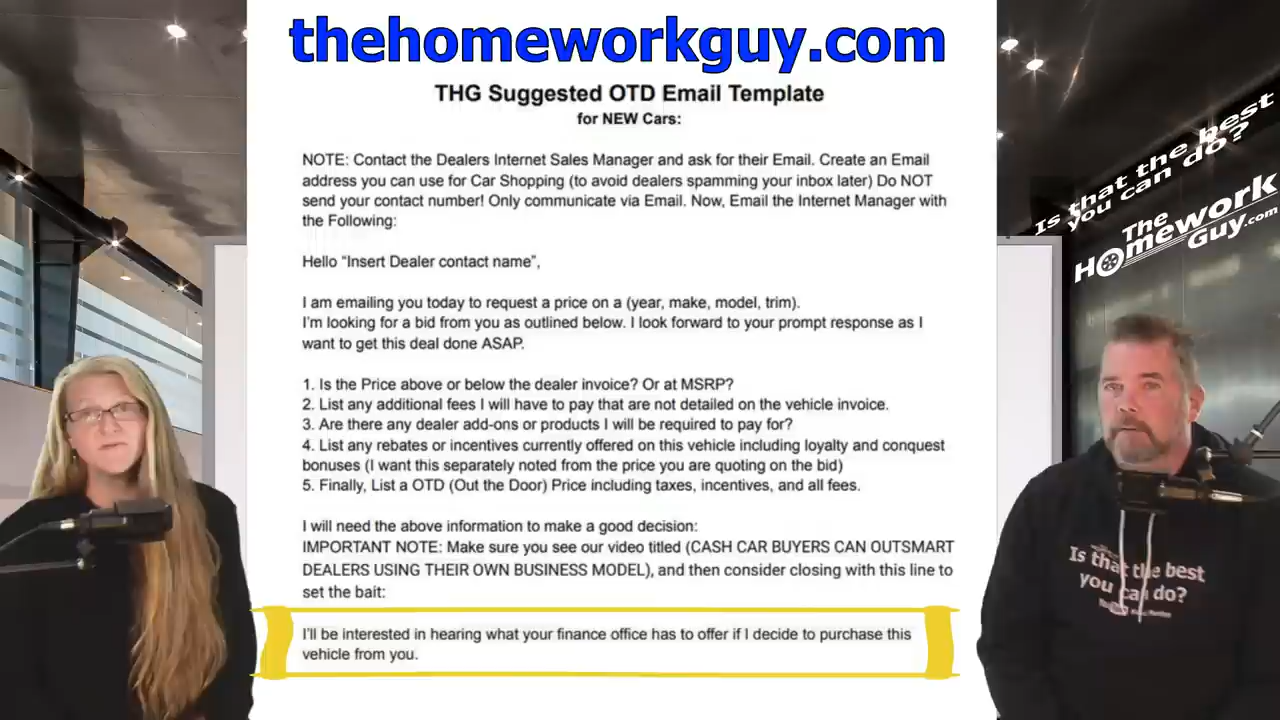 thehomeworkguy.com
THG Suggested OTD Email Template
for NEW Cars:
NOTE: Contact the Dealers Internet Sales Manager and ask for their Email. Create an Email
address you can use for Car Shopping (to avoid dealers spamming your inbox later) Do NOT
send your contact number! Only communicate via Email. Now, Email the Internet Manager with
the Following:
Hello “Insert Dealer contact name”,
I am emailing you today to request a price on a (year, make, model, trim).
I’m looking for a bid from you as outlined below. I look forward to your prompt response as I
want to get this deal done ASAP.
1. Is the Price above or below the dealer invoice? Or at MSRP?
2. List any additional fees I will have to pay that are not detailed on the vehicle invoice.
3. Are there any dealer add-ons or products I will be required to pay for?
4. List any rebates or incentives currently offered on this vehicle including loyalty and conquest
bonuses (I want this separately noted from the price you are quoting on the bid)
5. Finally, List a OTD (Out the Door) Price including taxes, incentives, and all fees.
I will need the above information to make a good decision:
IMPORTANT NOTE: Make sure you see our video titled (CASH CAR BUYERS CAN OUTSMART
DEALERS USING THEIR OWN BUSINESS MODEL), and then consider closing with this line to
set the bait:
I’ll be interested in hearing what your finance office has to offer if I decide to purchase this
vehicle from you.
Is that the best
you can do?
The
Homework
Guy.com
Is that the best
you can do?